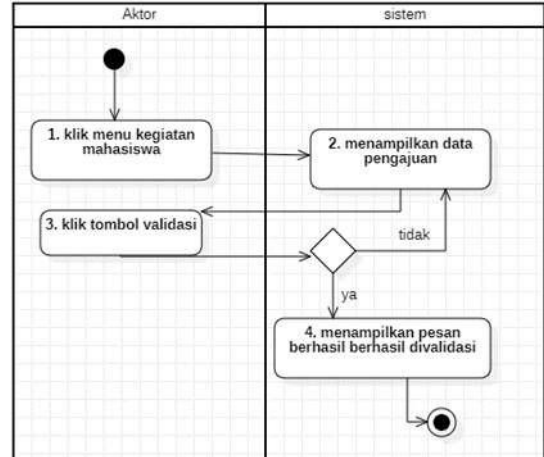 Aktor
sistem
1. klik menu kegiatan
mahasiswa
2. menampilkan data
pengajuan
3. klik tombol validasi
tidak
ya
4. menampilkan pesan
berhasil berhasil divalidasi